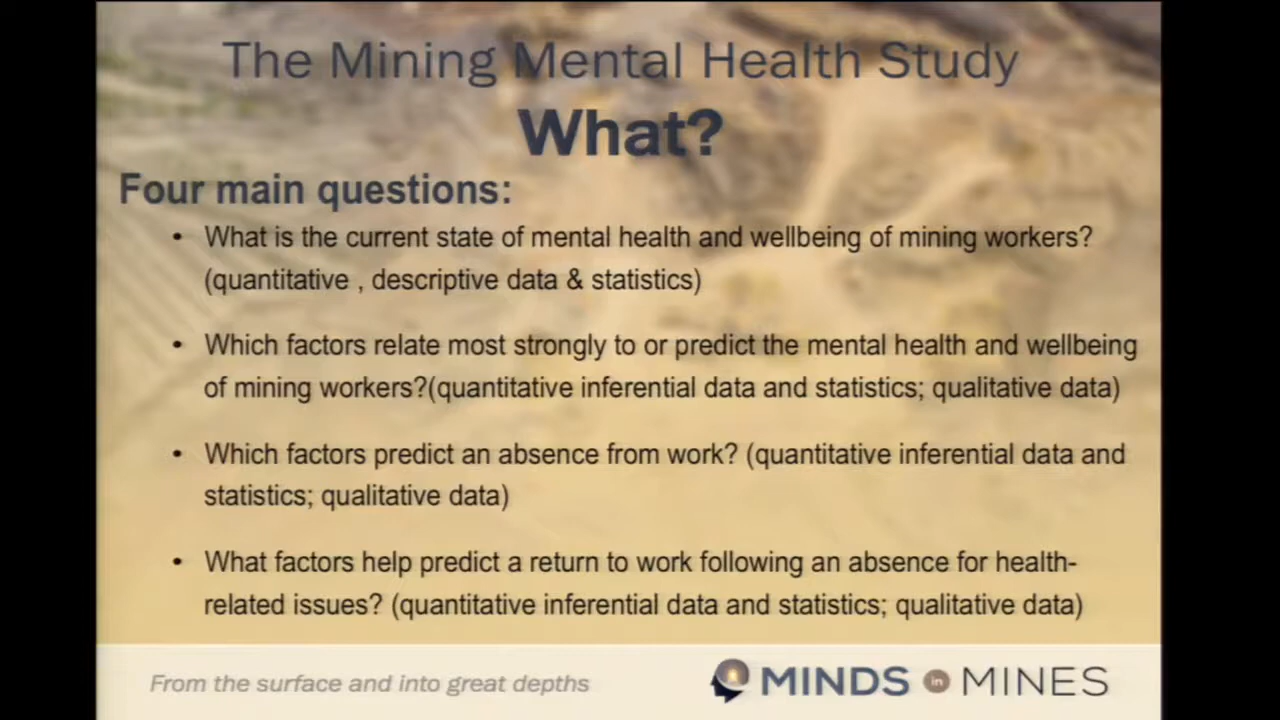 The Mining Mental Health Study
What?
Four main questions:
• What is the current state of mental health and wellbeing of mining workers?
(quantitative , descriptive data & statistics)
• Which factors relate most strongly to or predict the mental health and wellbeing
of mining workers?(quantitative inferential data and statistics; qualitative data)
• Which factors predict an absence from work? (quantitative inferential data and
statistics; qualitative data)
• What factors help predict a return to work following an absence for health-
related issues? (quantitative inferential data and statistics; qualitative data)
From the surface and into great depths
MINDS in MINES